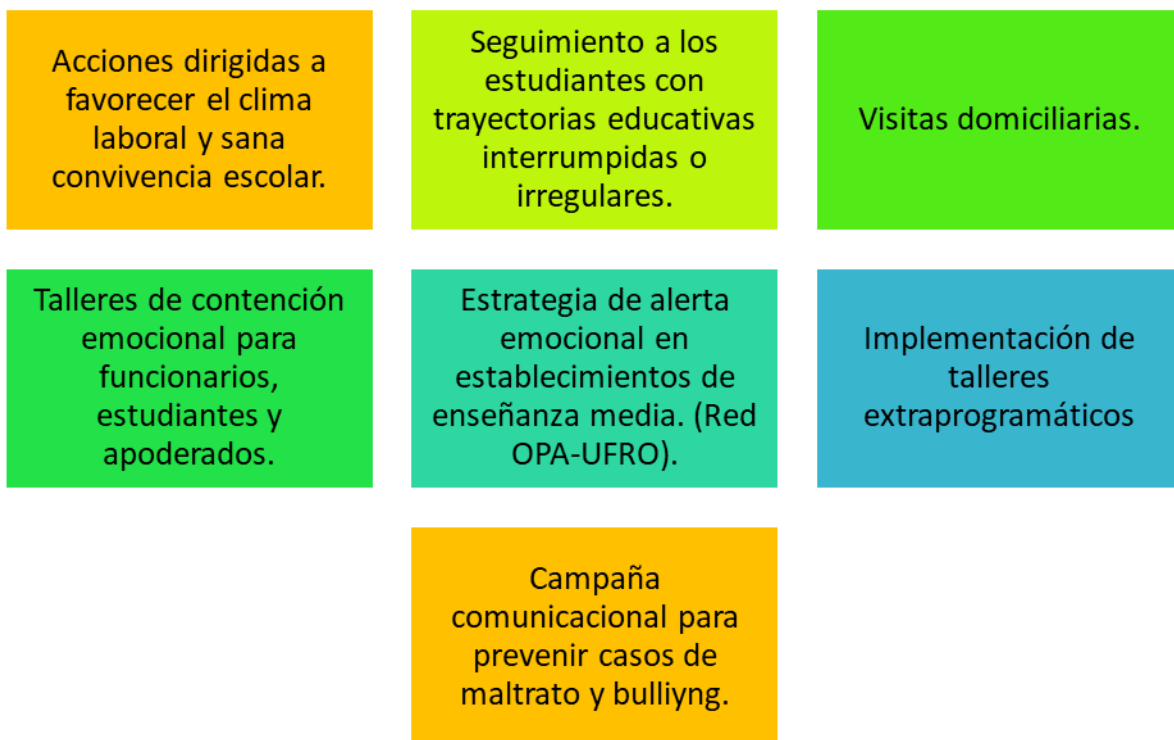 Acciones dirigidas a
favorecer el clima
laboral y sana
convivencia escolar.
Seguimiento a los
estudiantes con
trayectorias educativas
interrumpidas o
irregulares.
Visitas domiciliarias.
Talleres de contención
emocional para
funcionarios,
estudiantes y
apoderados.
Estrategia de alerta
emocional en
establecimientos de
enseñanza media. (Red
OPA-UFRO).
Implementación de
talleres
extraprogramáticos
Campaña
comunicacional para
prevenir casos de
maltrato y bulliyng.